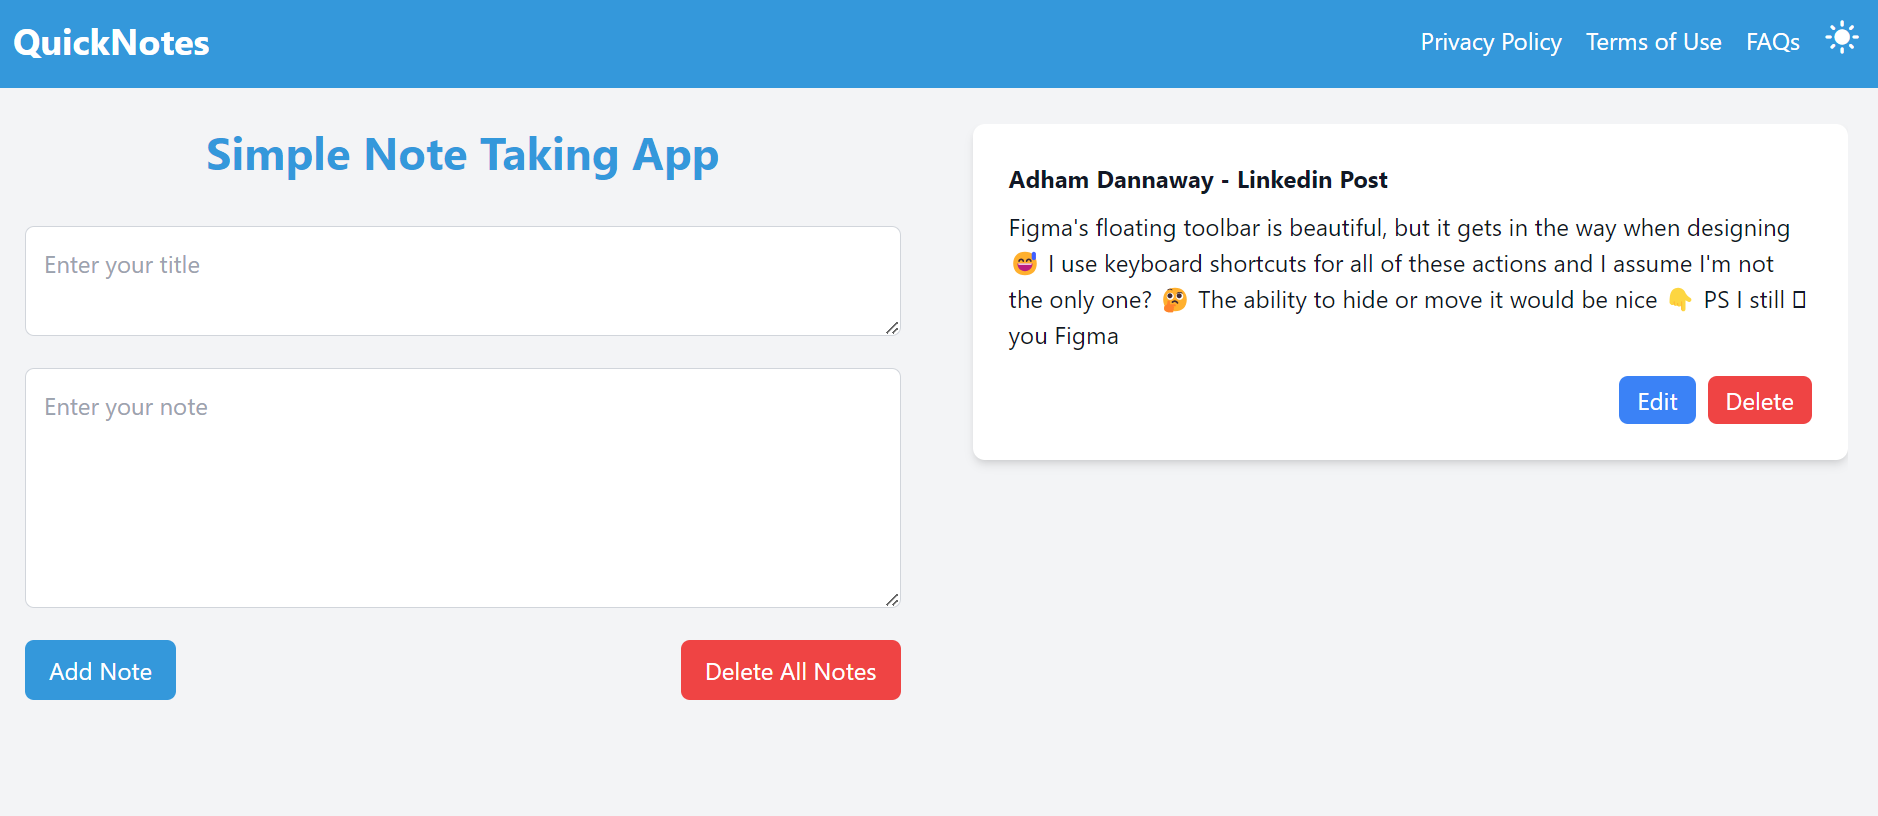 QuickNotes
Privacy Policy
Terms of Use
FAQs
Simple Note Taking App
Enter your title
Enter your note
Add Note
Delete All Notes
Adham Dannaway - Linkedin Post
Figma's floating toolbar is beautiful, but it gets in the way when designing
😅 I use keyboard shortcuts for all of these actions and I assume I'm not
the only one? 🤔 The ability to hide or move it would be nice 👇 PS I still 
you Figma
Edit
Delete